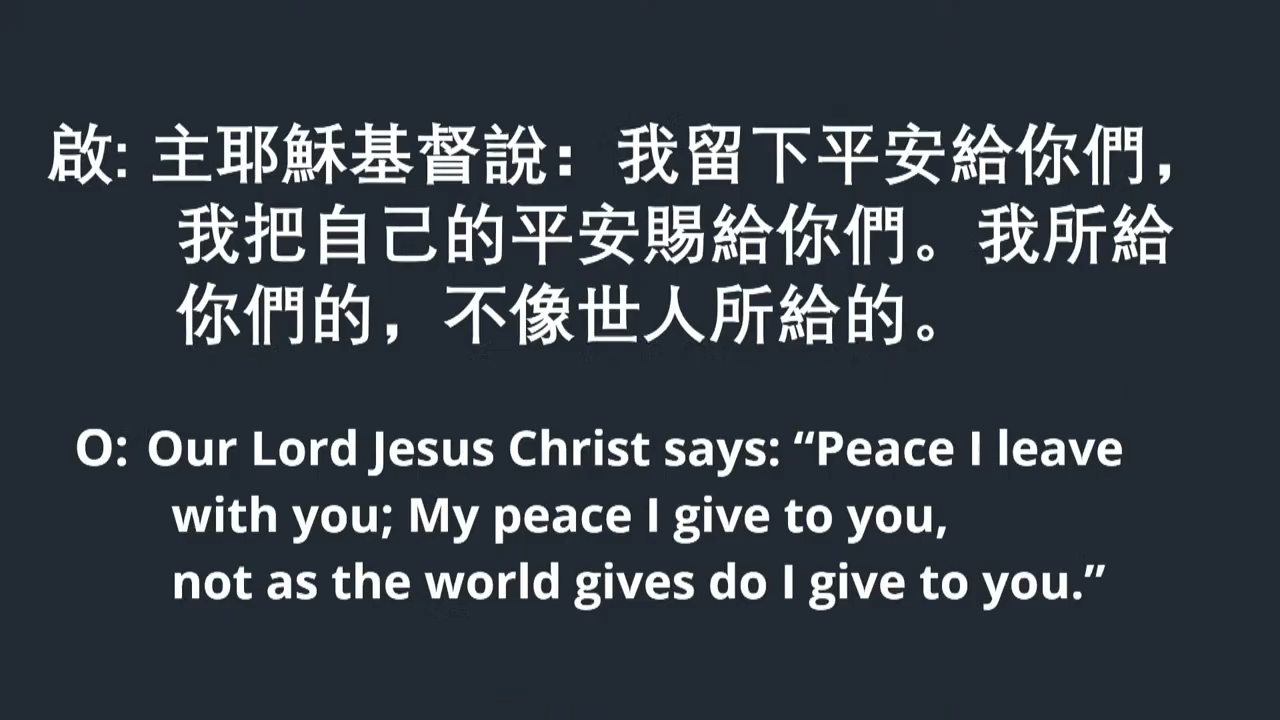 啟: 主耶穌基督說：我留下平安給你們，
我把自己的平安賜給你們。我所給
你們的，不像世人所給的。
O: Our Lord Jesus Christ says: “Peace I leave
with you; My peace I give to you,
not as the world gives do I give to you.”